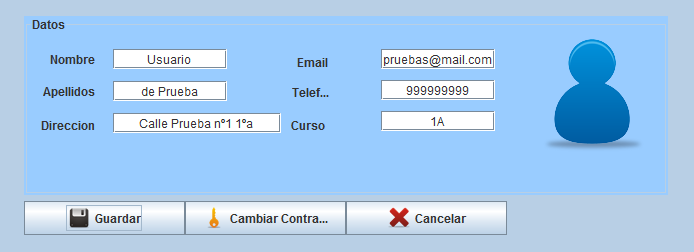 Datos
Nombre Usuario Email pruebas@mail.com
Apellidos de Prueba Telef... 999999999
Direccion Calle Prueba nº1 1ºa Curso 1A
Guardar Cambiar Contra... Cancelar